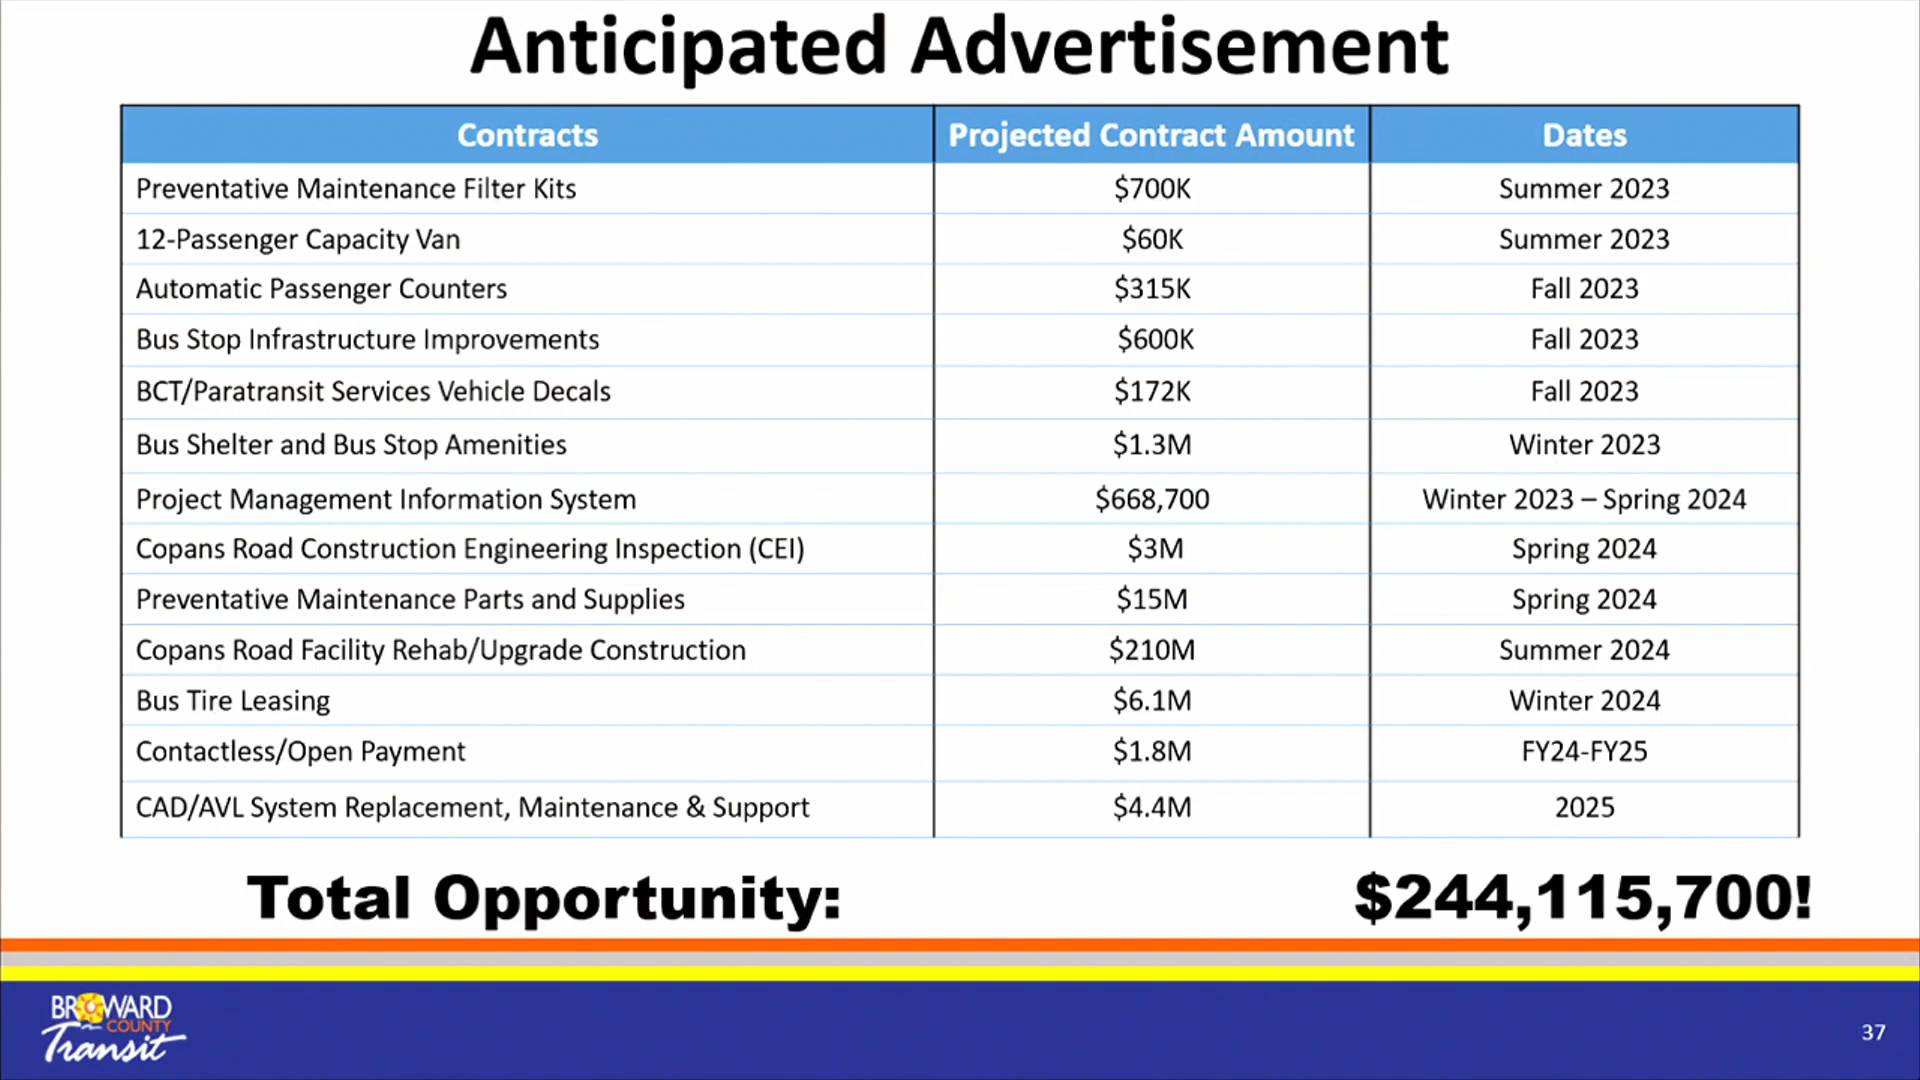 Anticipated Advertisement
Contracts Projected Contract Amount Dates
Preventative Maintenance Filter Kits $700K Summer 2023
12-Passenger Capacity Van $60K Summer 2023
Automatic Passenger Counters $315K Fall 2023
Bus Stop Infrastructure Improvements $600K Fall 2023
BCT/Paratransit Services Vehicle Decals $172K Fall 2023
Bus Shelter and Bus Stop Amenities $1.3M Winter 2023
Project Management Information System $668,700 Winter 2023 – Spring 2024
Copans Road Construction Engineering Inspection (CEI) $3M Spring 2024
Preventative Maintenance Parts and Supplies $15M Spring 2024
Copans Road Facility Rehab/Upgrade Construction $210M Summer 2024
Bus Tire Leasing $6.1M Winter 2024
Contactless/Open Payment $1.8M FY24-FY25
CAD/AVL System Replacement, Maintenance & Support $4.4M 2025
Total Opportunity: $244,115,700!
BROWARD
COUNTY
Transit
37